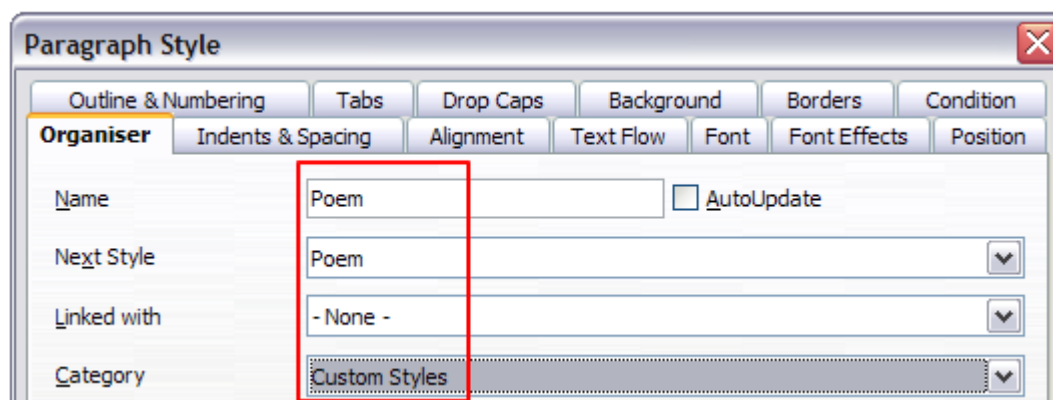 Paragraph Style
Outline & Numbering Tabs Drop Caps Background Borders Condition
Organiser Indents & Spacing Alignment Text Flow Font Font Effects Position
Name Poem AutoUpdate
Next Style Poem
Linked with - None -
Category Custom Styles